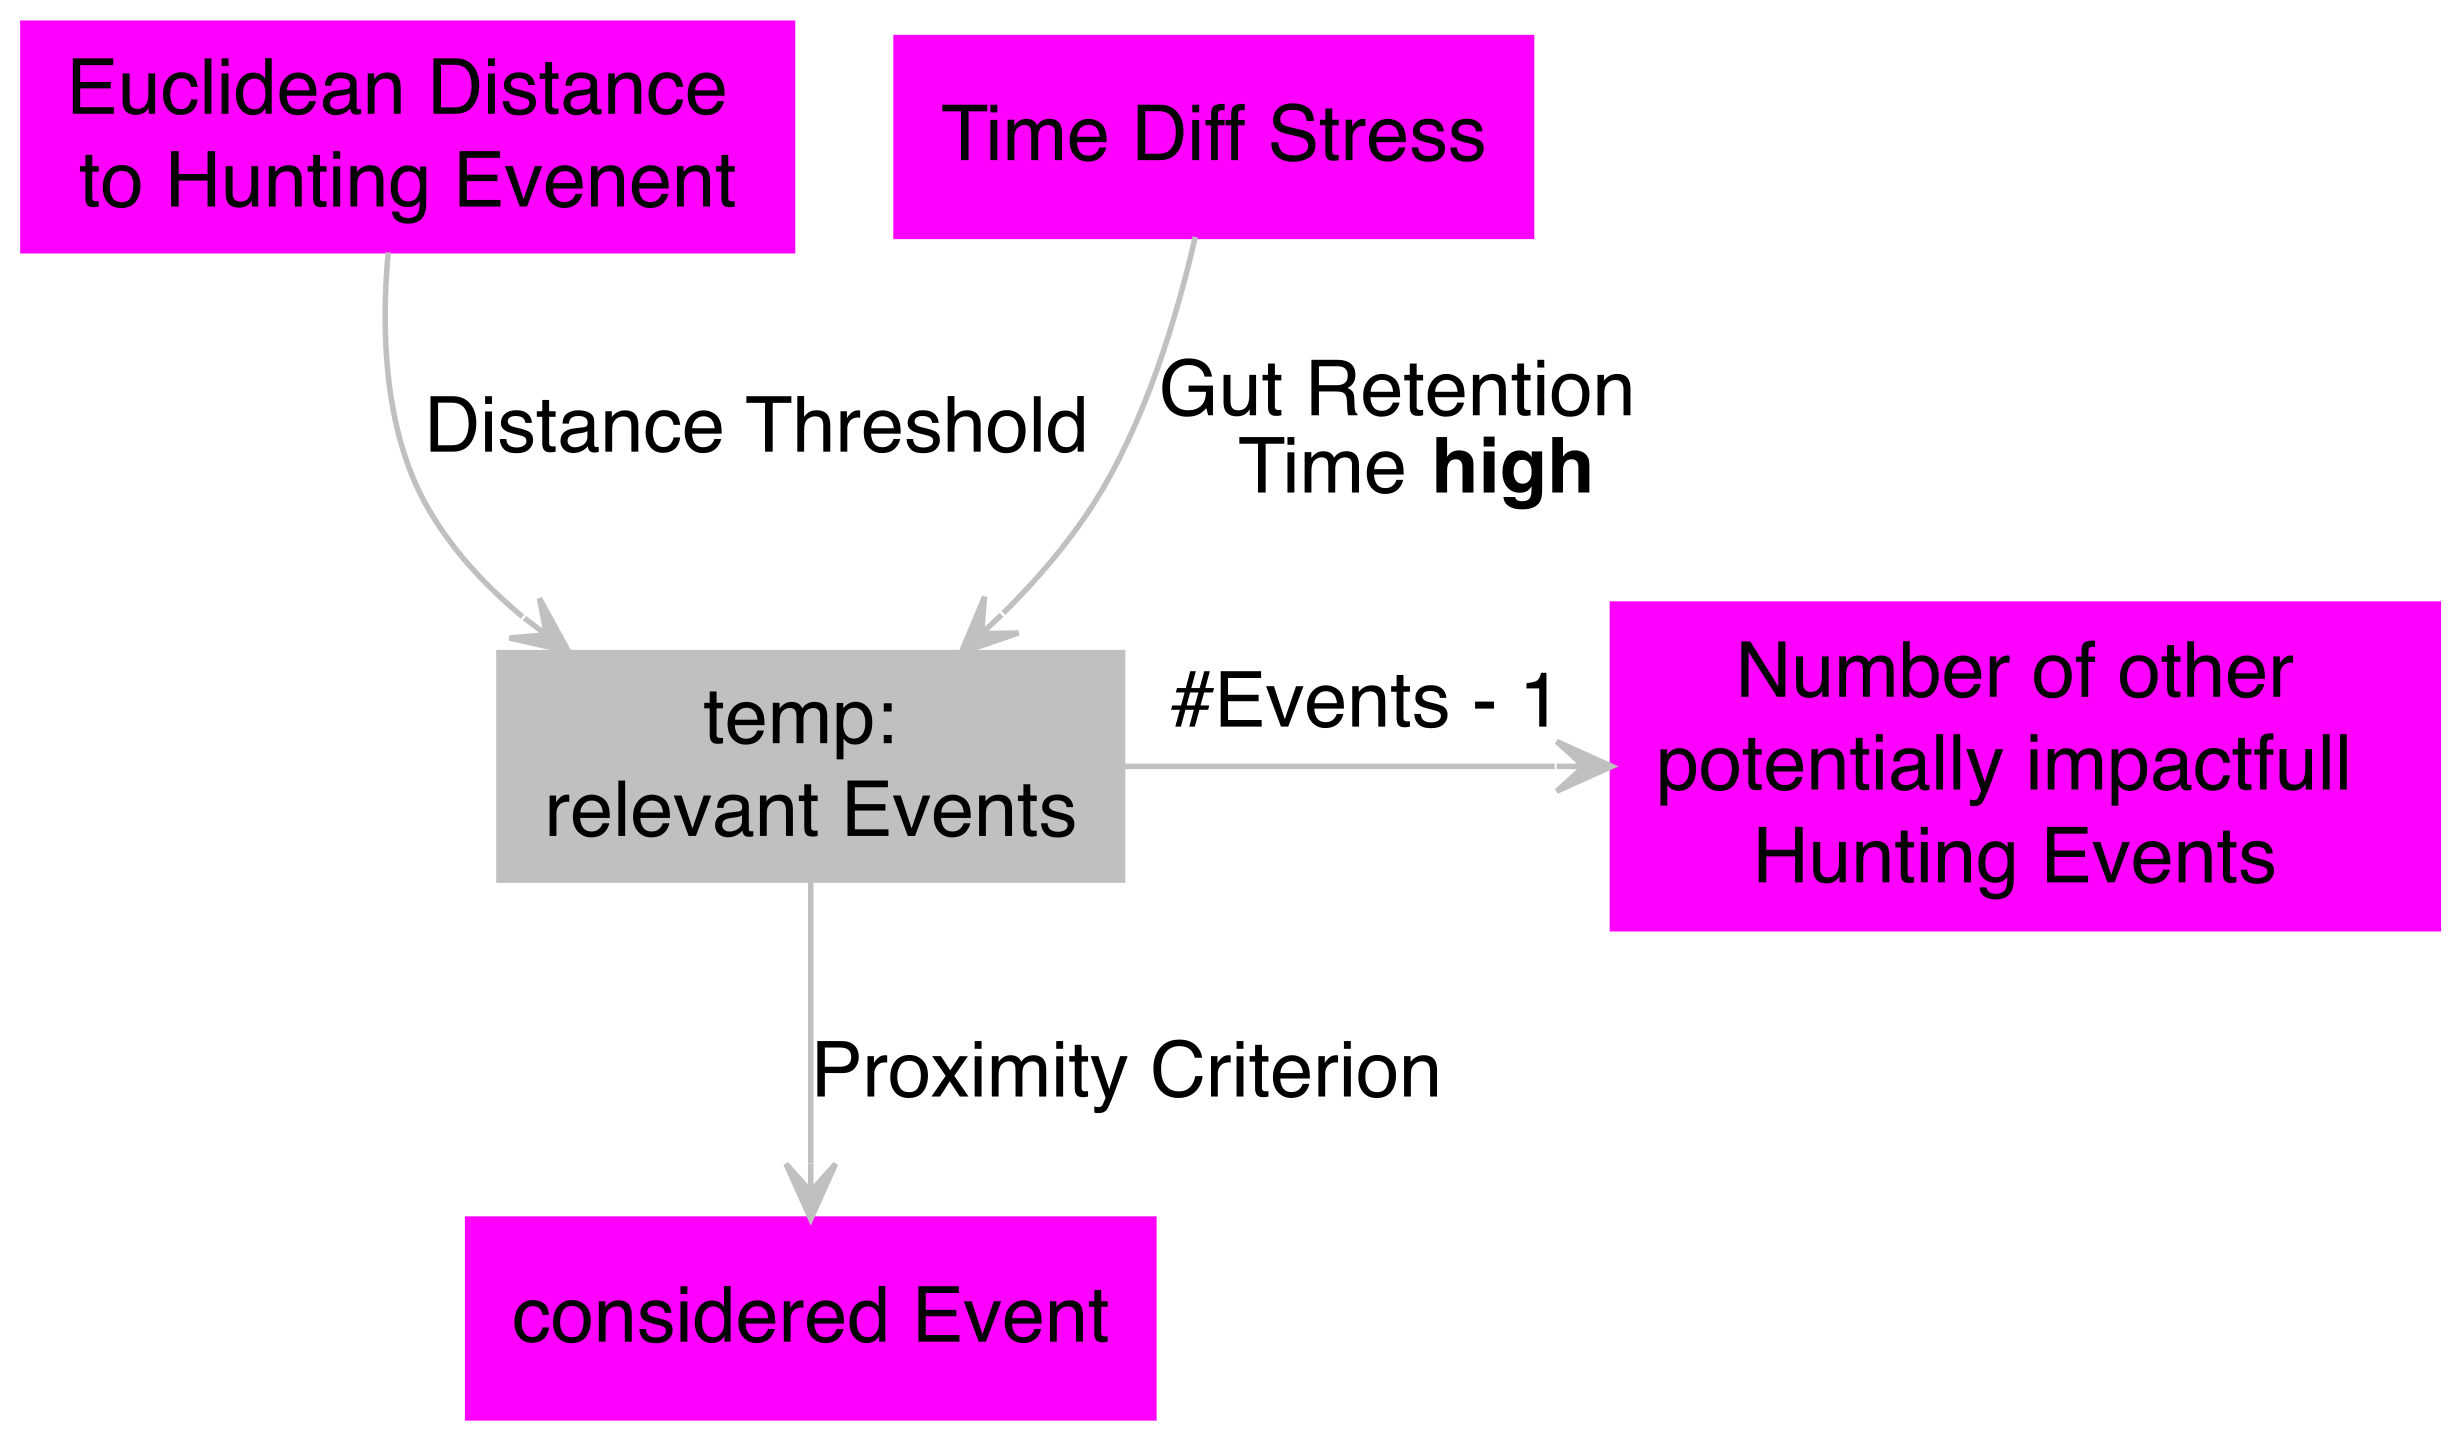 Euclidean Distance
to Hunting Evenent
Time Diff Stress
Distance Threshold
Gut Retention
Time high
temp:
relevant Events
#Events - 1
Number of other
potentially impactfull
Hunting Events
Proximity Criterion
considered Event